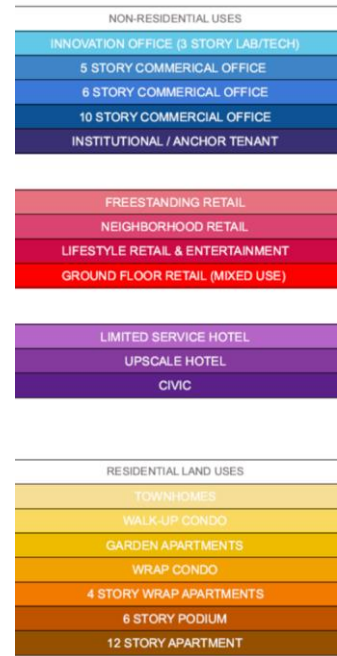 NON-RESIDENTIAL USES
INNOVATION OFFICE (3 STORY LAB/TECH)
5 STORY COMMERICAL OFFICE
6 STORY COMMERICAL OFFICE
10 STORY COMMERCIAL OFFICE
INSTITUTIONAL / ANCHOR TENANT
FREESTANDING RETAIL
NEIGHBORHOOD RETAIL
LIFESTYLE RETAIL & ENTERTAINMENT
GROUND FLOOR RETAIL (MIXED USE)
LIMITED SERVICE HOTEL
UPSCALE HOTEL
CIVIC
RESIDENTIAL LAND USES
TOWNHOMES
WALK-UP CONDO
GARDEN APARTMENTS
WRAP CONDO
4 STORY WRAP APARTMENTS
6 STORY PODIUM
12 STORY APARTMENT